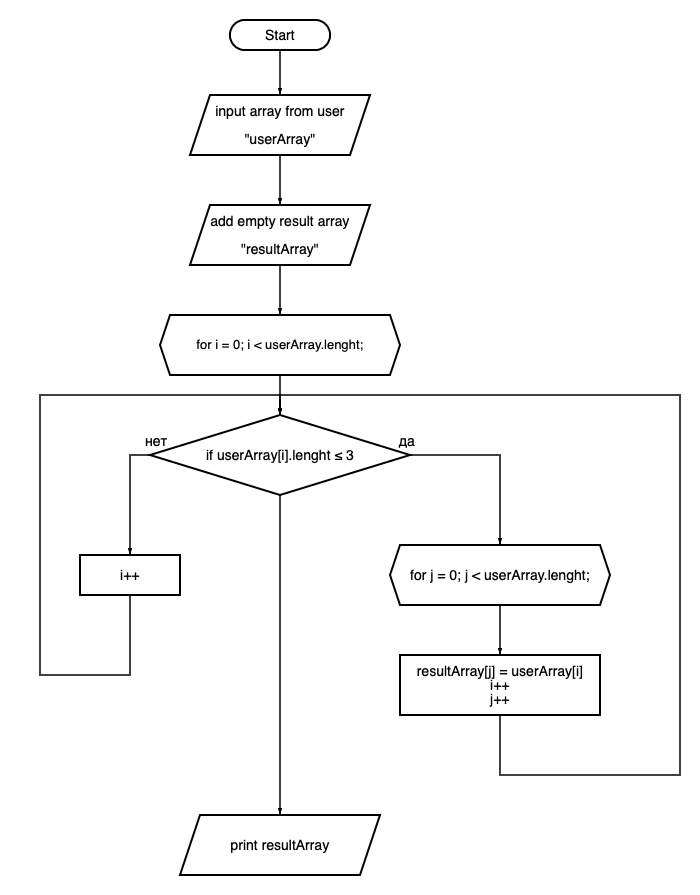 Start
input array from user
"userArray"
add empty result array
"resultArray"
for i = 0; i < userArray.lenght;
нет
да
if userArray[i].lenght ≤ 3
i++
for j = 0; j < userArray.lenght;
resultArray[j] = userArray[i]
i++
j++
print resultArray